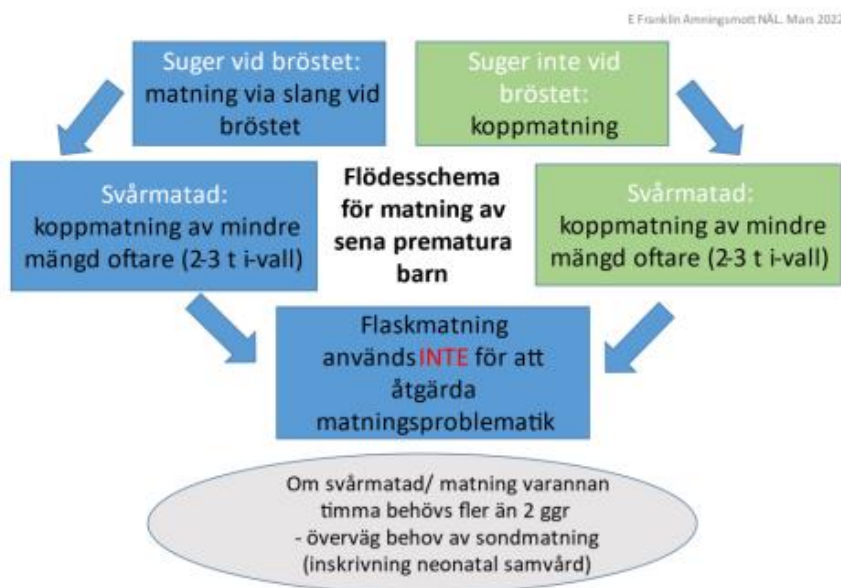 E Franklin Amningsmott NÄL. Mars 2022
Suger vid bröstet:
matning via slang vid
bröstet
Suger inte vid
bröstet:
koppmatning
Svårmatad:
koppmatning av mindre
mängd oftare (2-3 t i-vall)
Flödesschema
för matning av
sena prematura
barn
Svårmatad:
koppmatning av mindre
mängd oftare (2-3 t i-vall)
Flaskmatning
används INTE för att
åtgärda
matningsproblematik
Om svårmatad/ matning varannan
timma behövs fler än 2 ggr
- överväg behov av sondmatning
(inskrivning neonatal samvård)